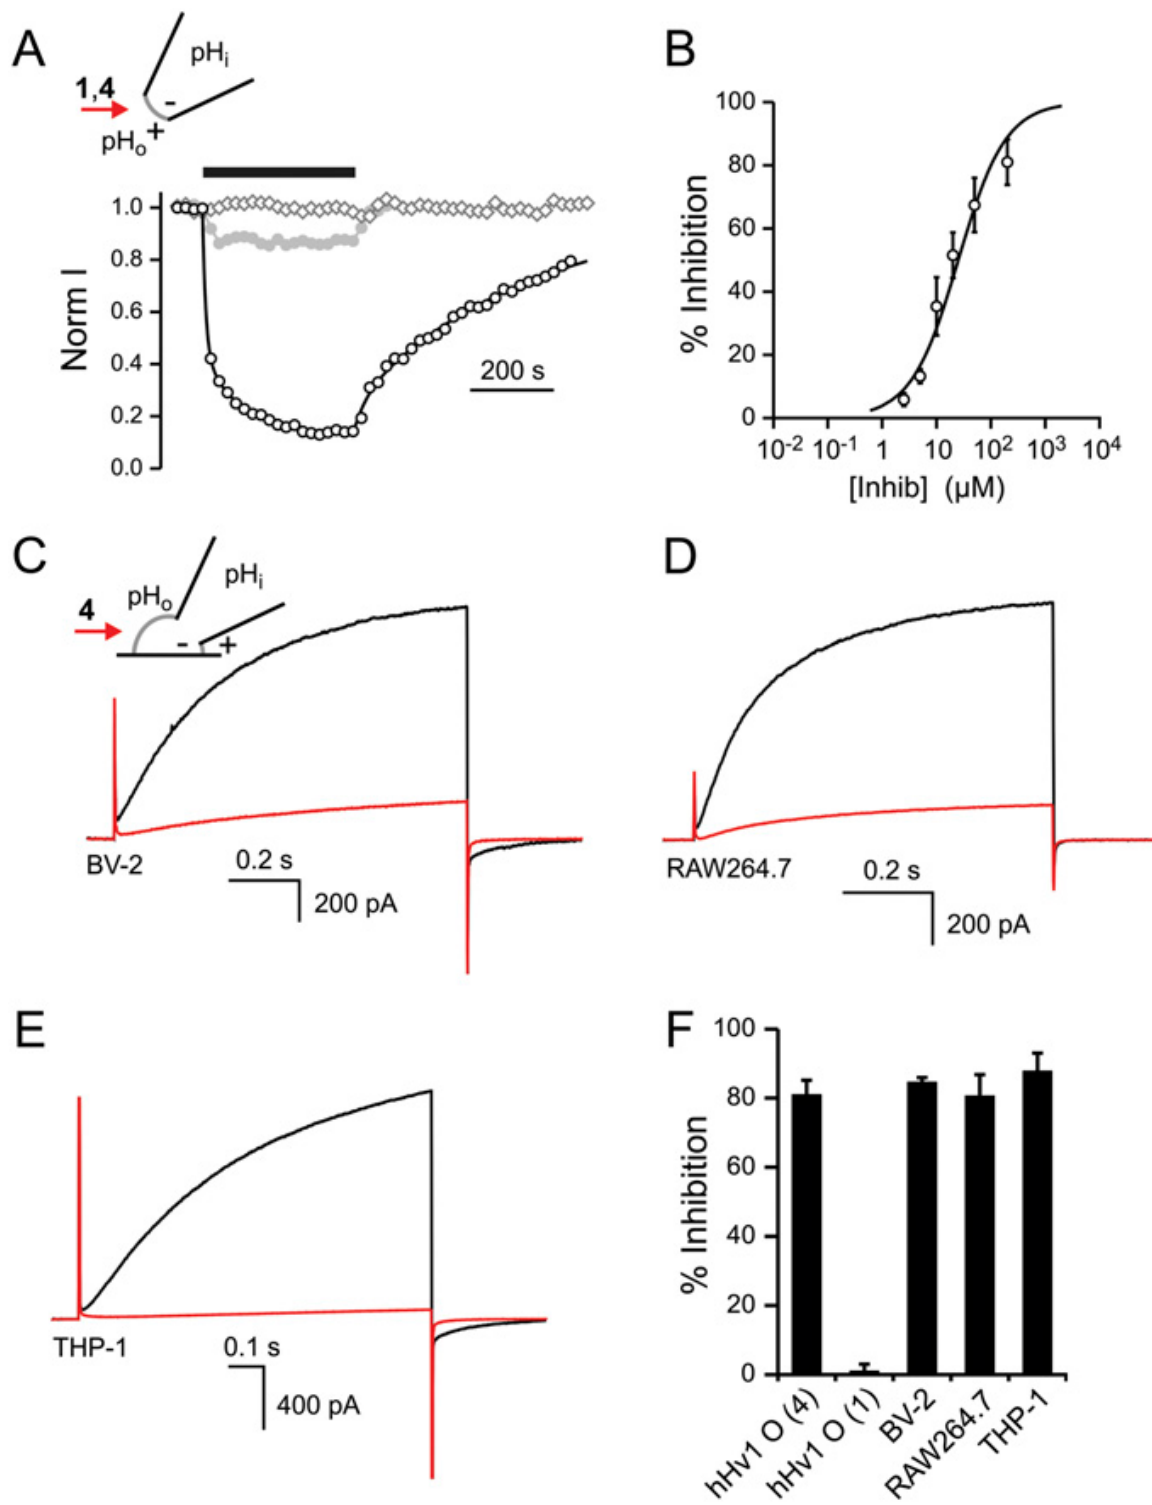 A
pHi
1,4
- 
pHo +
1.0
0.8
0.6
0.4
0.2
0.0
Norm I
200 s
B
100
80
60
40
20
0
% Inhibition
10-2 10-1 1 10 102 103 104
[Inhib] (µM)
C
pHi
pHo
4
- +
BV-2
0.2 s
200 pA
D
RAW264.7
0.2 s
200 pA
E
THP-1
0.1 s
400 pA
F
100
80
60
40
20
0
% Inhibition
hHv1 O (4)
hHv1 O (1)
BV-2
RAW264.7
THP-1